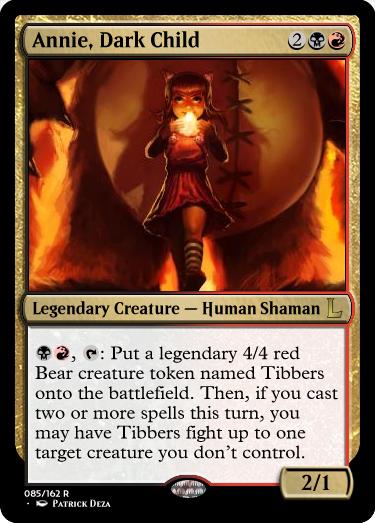 Annie, Dark Child 2
Legendary Creature — Human Shaman L
, : Put a legendary 4/4 red
Bear creature token named Tibbers
onto the battlefield. Then, if you cast
two or more spells this turn, you
may have Tibbers fight up to one
target creature you don't control.
2/1
085/162 R
· Patrick Deza